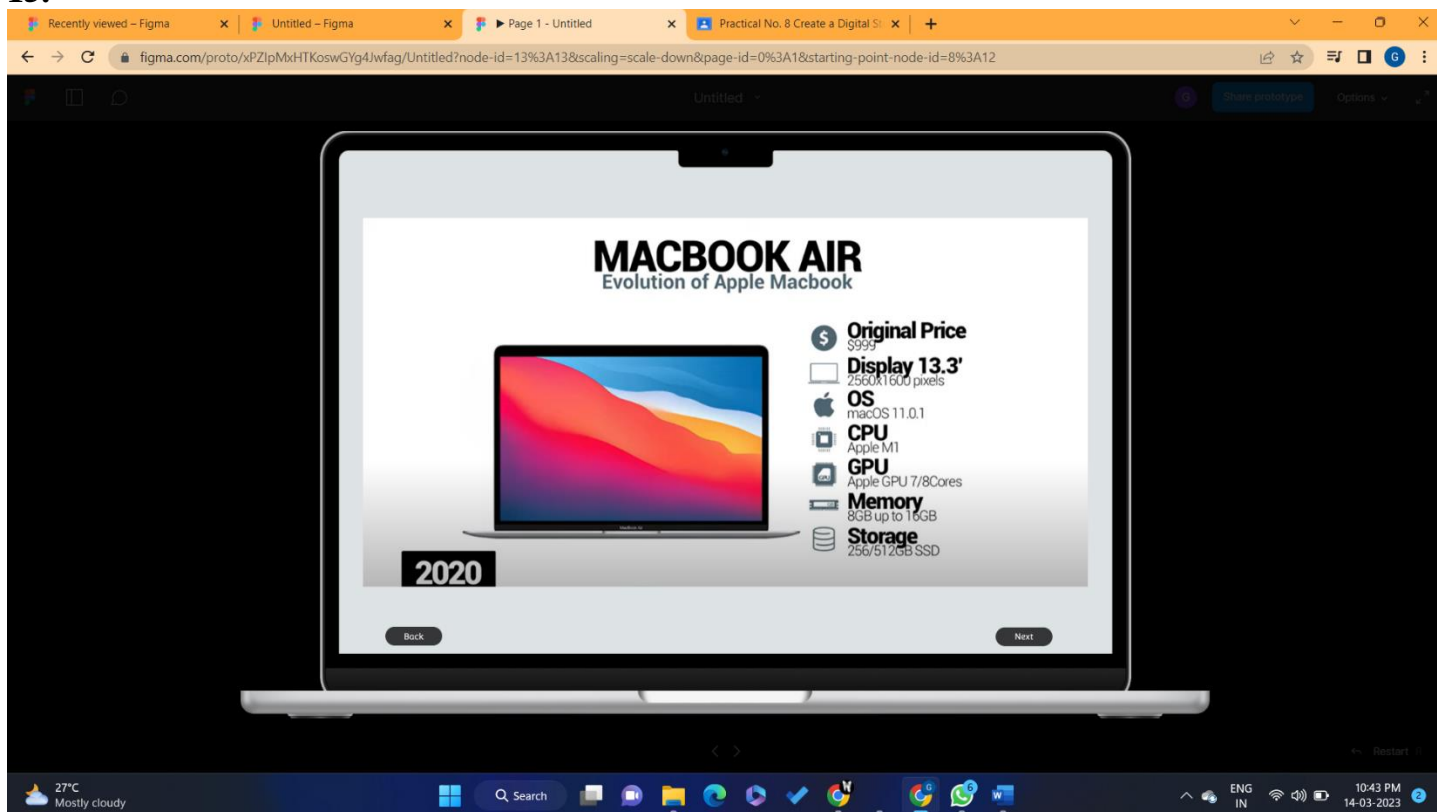 Recently viewed – Figma
Untitled – Figma
Page 1 - Untitled
Practical No. 8 Create a Digital St
figma.com/proto/xPZIpMxHTKoswGYg4Jwfag/Untitled?node-id=13%3A13&scaling=scale-down&page-id=0%3A1&starting-point-node-id=8%3A12
G
Untitled
G
Share prototype
Options
MACBOOK AIR
Evolution of Apple Macbook
Original Price
$999
Display 13.3'
2560x1600 pixels
OS
macOS 11.0.1
CPU
Apple M1
GPU
Apple GPU 7/8Cores
Memory
8GB up to 16GB
Storage
256/512GB SSD
MacBook Air
2020
Back
Next
Restart
27°C
Mostly cloudy
Search
ENG
IN
10:43 PM
14-03-2023
2